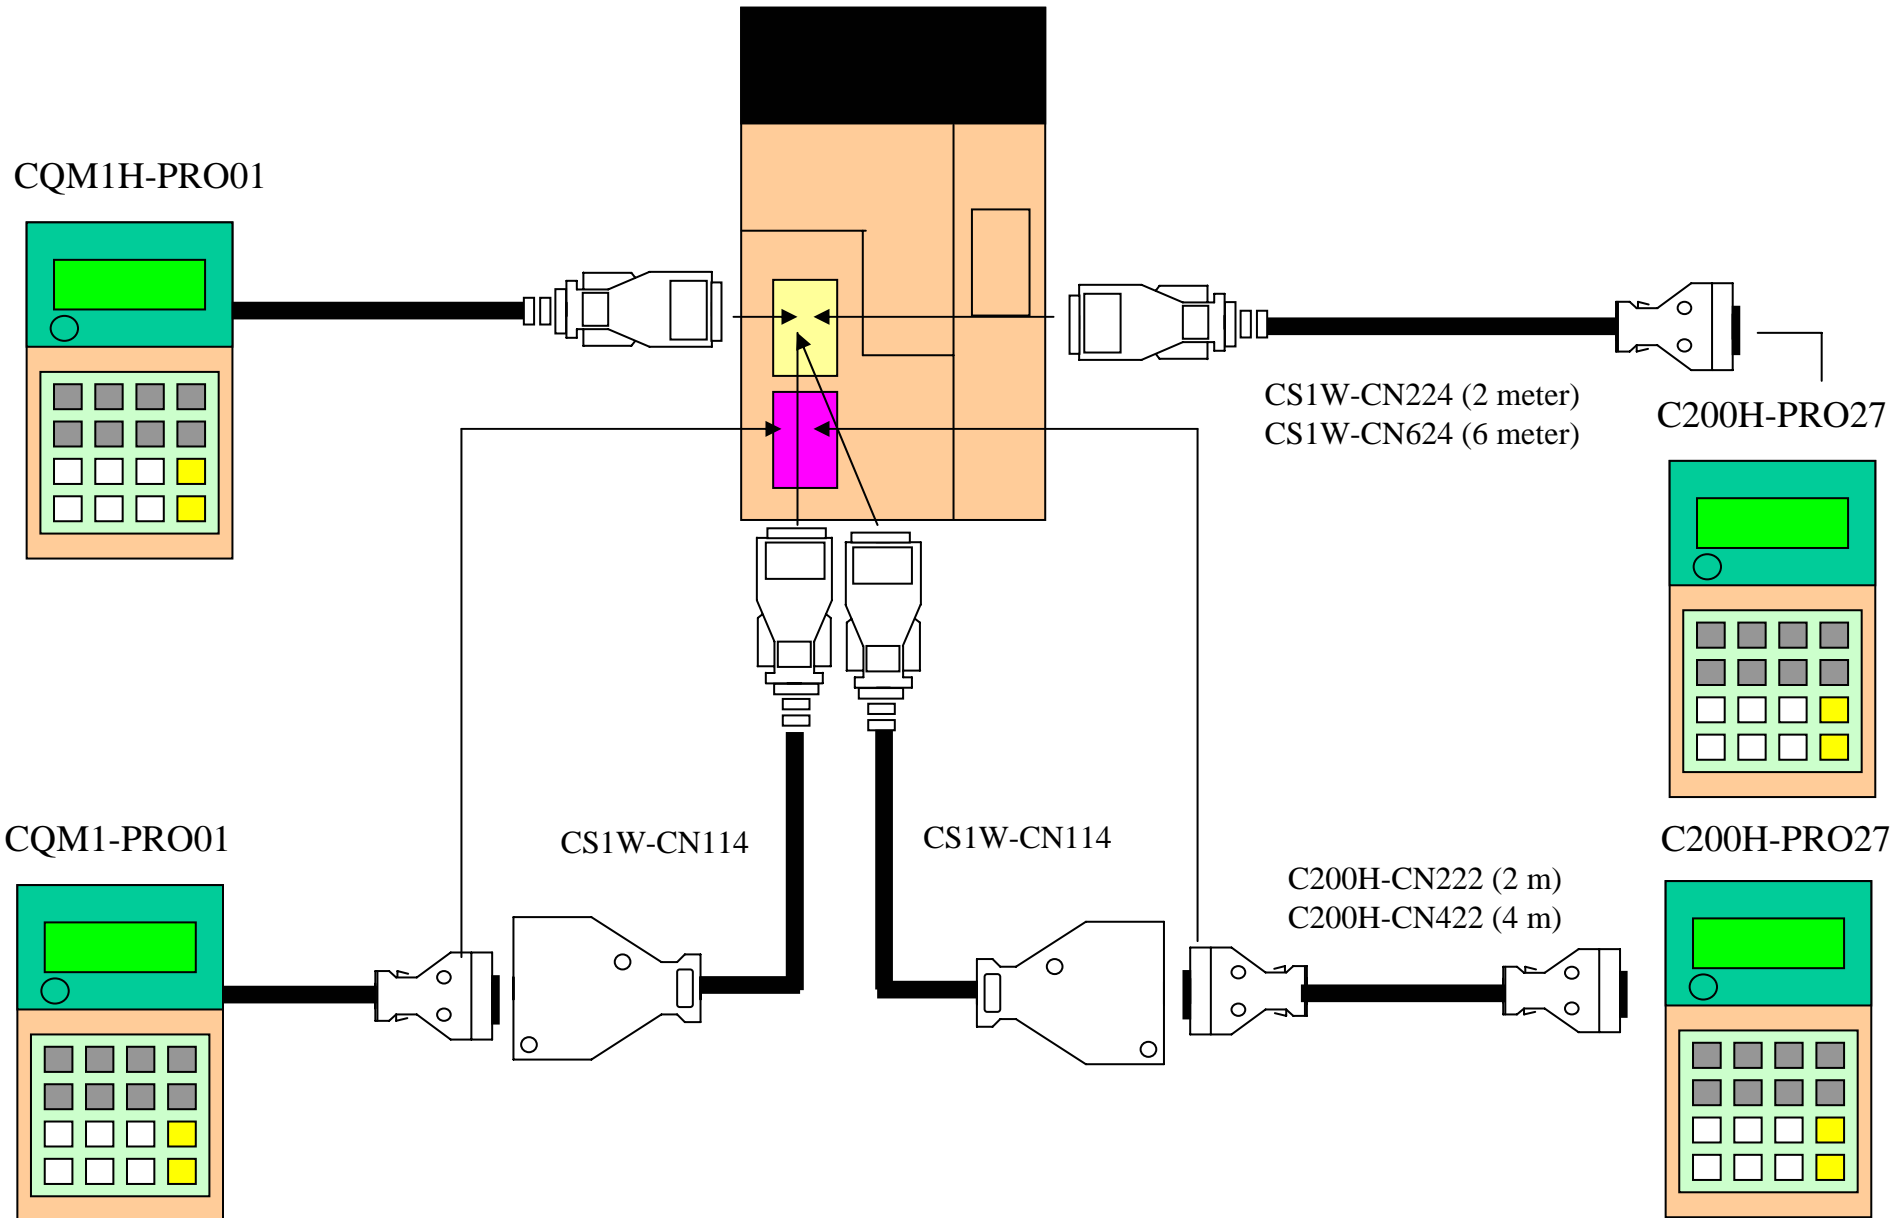 CQM1H-PRO01
CS1W-CN224 (2 meter)
CS1W-CN624 (6 meter)
C200H-PRO27
CQM1-PRO01
CS1W-CN114
CS1W-CN114
C200H-PRO27
C200H-CN222 (2 m)
C200H-CN422 (4 m)